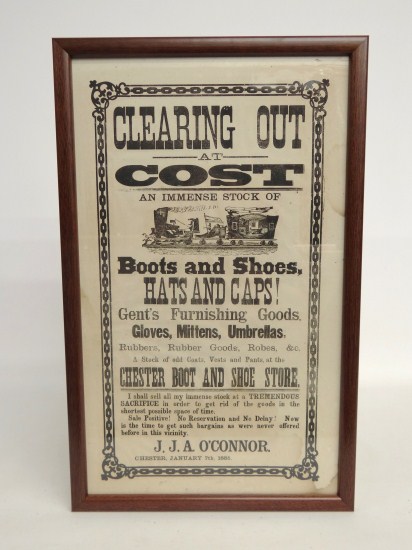 CLEARING OUT
AT
COST
AN IMMENSE STOCK OF
Boots and Shoes,
HATS AND CAPS!
Gent's Furnishing Goods,
Gloves, Mittens, Umbrellas,
Rubbers, Rubber Goods, Robes, &c.
A Stock of odd Coats, Vests and Pants, at the
CHESTER BOOT AND SHOE STORE.
I shall sell all my immense stock at a TREMENDOUS
SACRIFICE in order to get rid of the goods in the
shortest possible space of time.
Sale Positive! No Reservation and No Delay! Now
is the time to get such bargains as were never offered
before in this vicinity.
J. J. A. O'CONNOR.
CHESTER, JANUARY 7th,